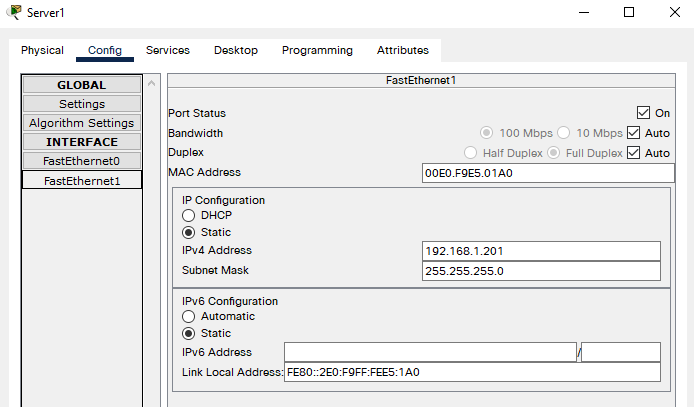 Server1
Physical Config Services Desktop Programming Attributes
GLOBAL
Settings
Algorithm Settings
INTERFACE
FastEthernet0
FastEthernet1
FastEthernet1
Port Status On
Bandwidth 100 Mbps 10 Mbps Auto
Duplex Half Duplex Full Duplex Auto
MAC Address 00E0.F9E5.01A0
IP Configuration
DHCP
Static
IPv4 Address 192.168.1.201
Subnet Mask 255.255.255.0
IPv6 Configuration
Automatic
Static
IPv6 Address /
Link Local Address: FE80::2E0:F9FF:FEE5:1A0